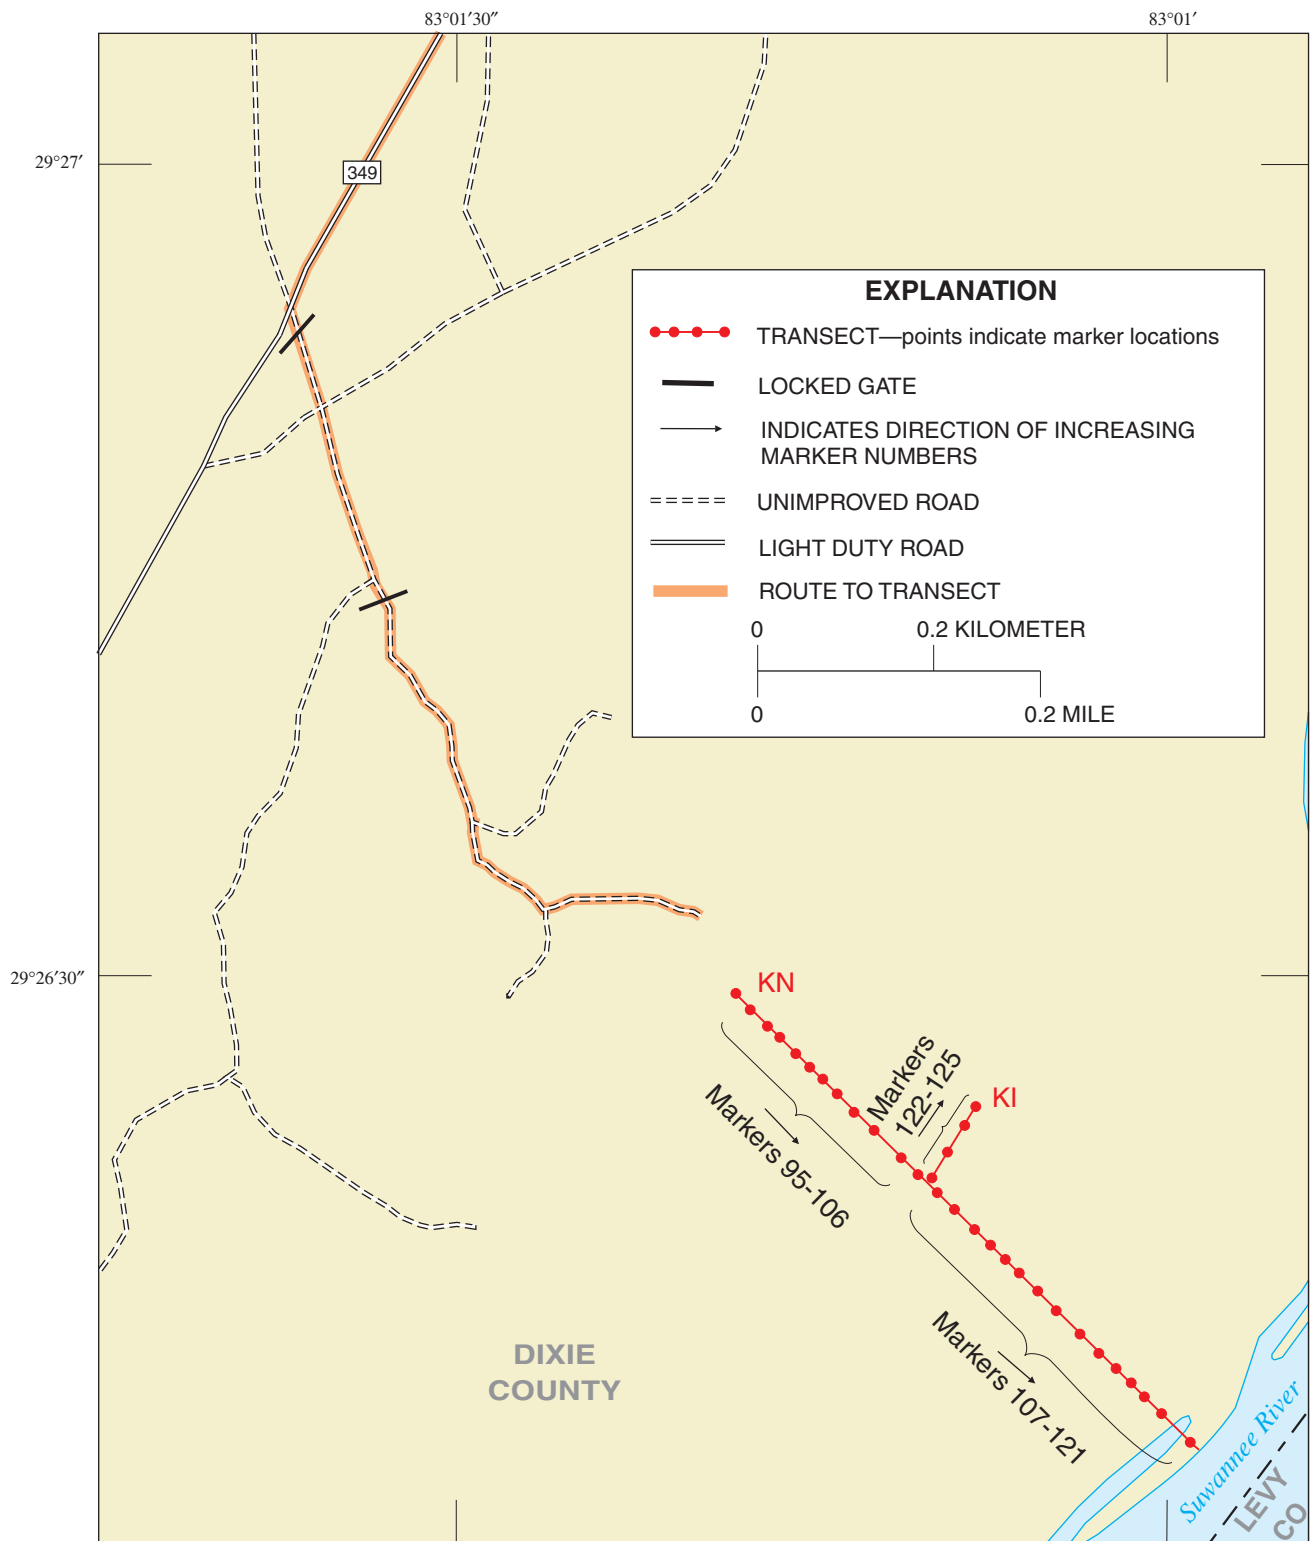 83°01′30″
83°01′
29°27′
349
EXPLANATION
TRANSECT—points indicate marker locations
LOCKED GATE
INDICATES DIRECTION OF INCREASING
MARKER NUMBERS
UNIMPROVED ROAD
LIGHT DUTY ROAD
ROUTE TO TRANSECT
0
0.2 KILOMETER
0
0.2 MILE
29°26′30″
KN
Markers
122-125
KI
Markers 95-106
Markers 107-121
DIXIE
COUNTY
Suwannee River
LEVY
CO